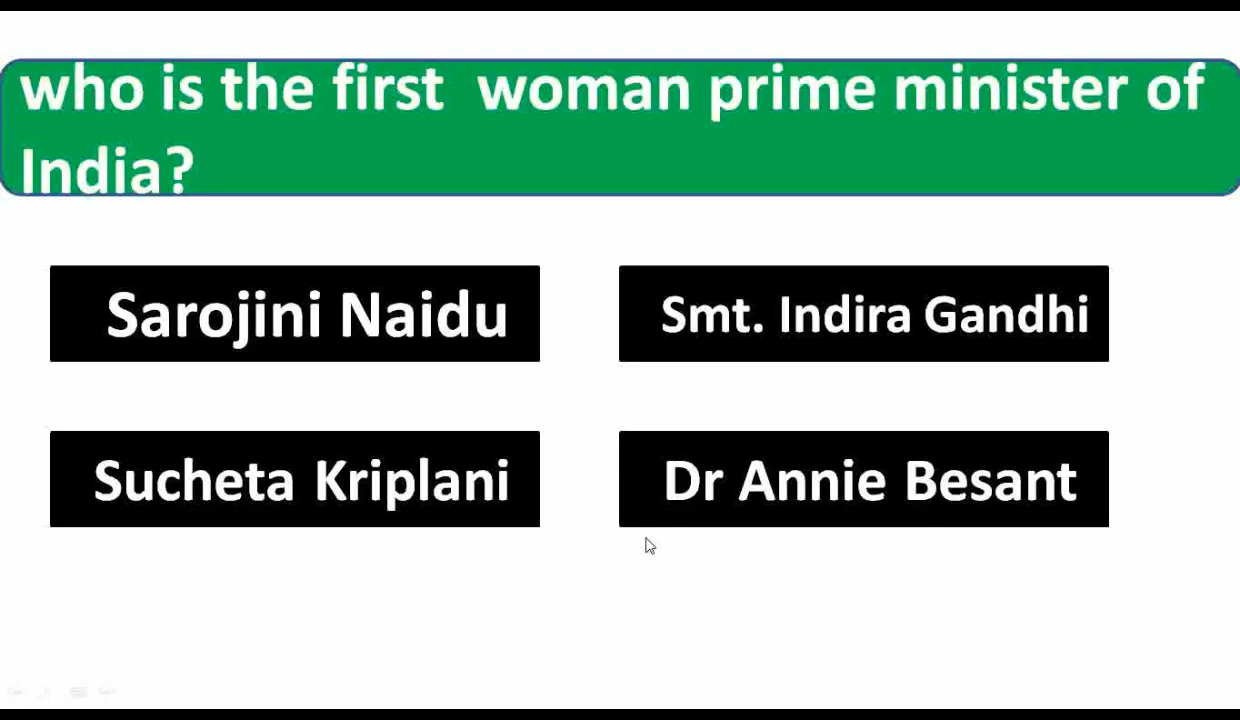 who is the first woman prime minister of
India?
Sarojini Naidu
Smt. Indira Gandhi
Sucheta Kriplani
Dr Annie Besant